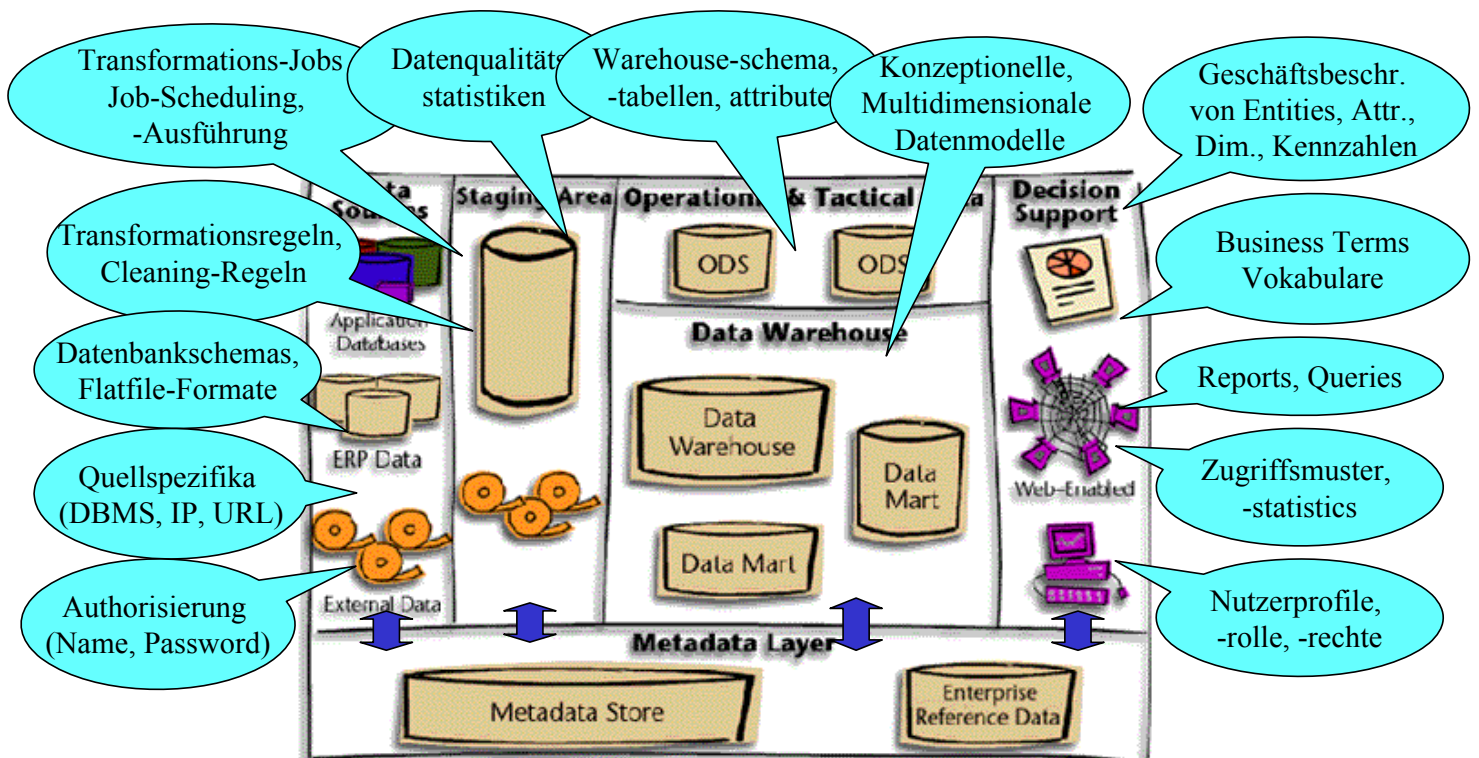 Transformations-Jobs
Job-Scheduling,
-Ausführung
Datenqualitäts
statistiken
Warehouse-schema,
-tabellen, attribute
Konzeptionelle,
Multidimensionale
Datenmodelle
Geschäftsbeschr.
von Entities, Attr.,
Dim., Kennzahlen
Sources
Staging Area
& Tactical
Decision
Support
Transformationsregeln,
Cleaning-Regeln
ODS
ODS
Business Terms
Vokabulare
Application
Databases
Data Warehouse
Datenbankschemas,
Flatfile-Formate
Reports, Queries
Data
Warehouse
ERP Data
Data
Mart
Web-Enabled
Quellspezifika
(DBMS, IP, URL)
Zugriffsmuster,
-statistics
Data Mart
External Data
Authorisierung
(Name, Password)
Nutzerprofile,
-rolle, -rechte
Metadata Layer
Metadata Store
Enterprise
Reference Data